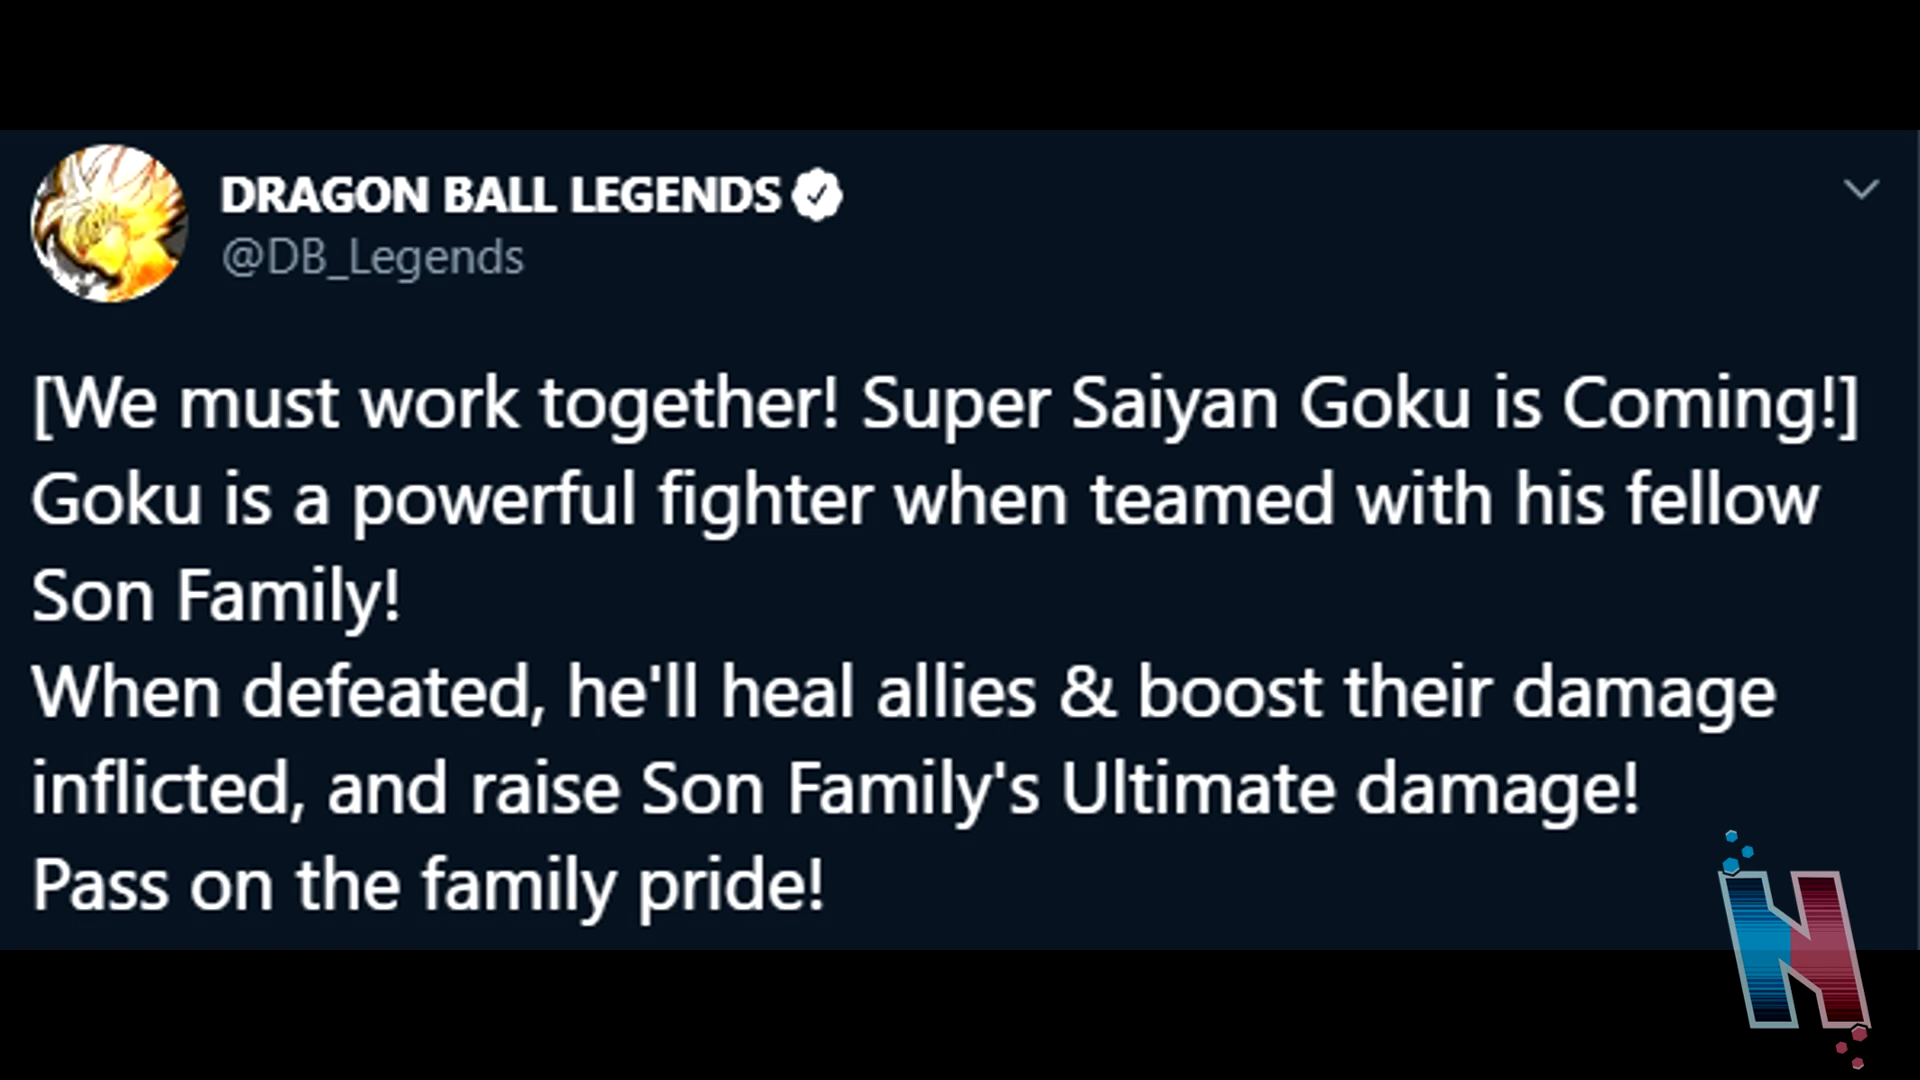 DRAGON BALL LEGENDS
@DB_Legends
[We must work together! Super Saiyan Goku is Coming!]
Goku is a powerful fighter when teamed with his fellow
Son Family!
When defeated, he'll heal allies & boost their damage
inflicted, and raise Son Family's Ultimate damage!
Pass on the family pride!
N